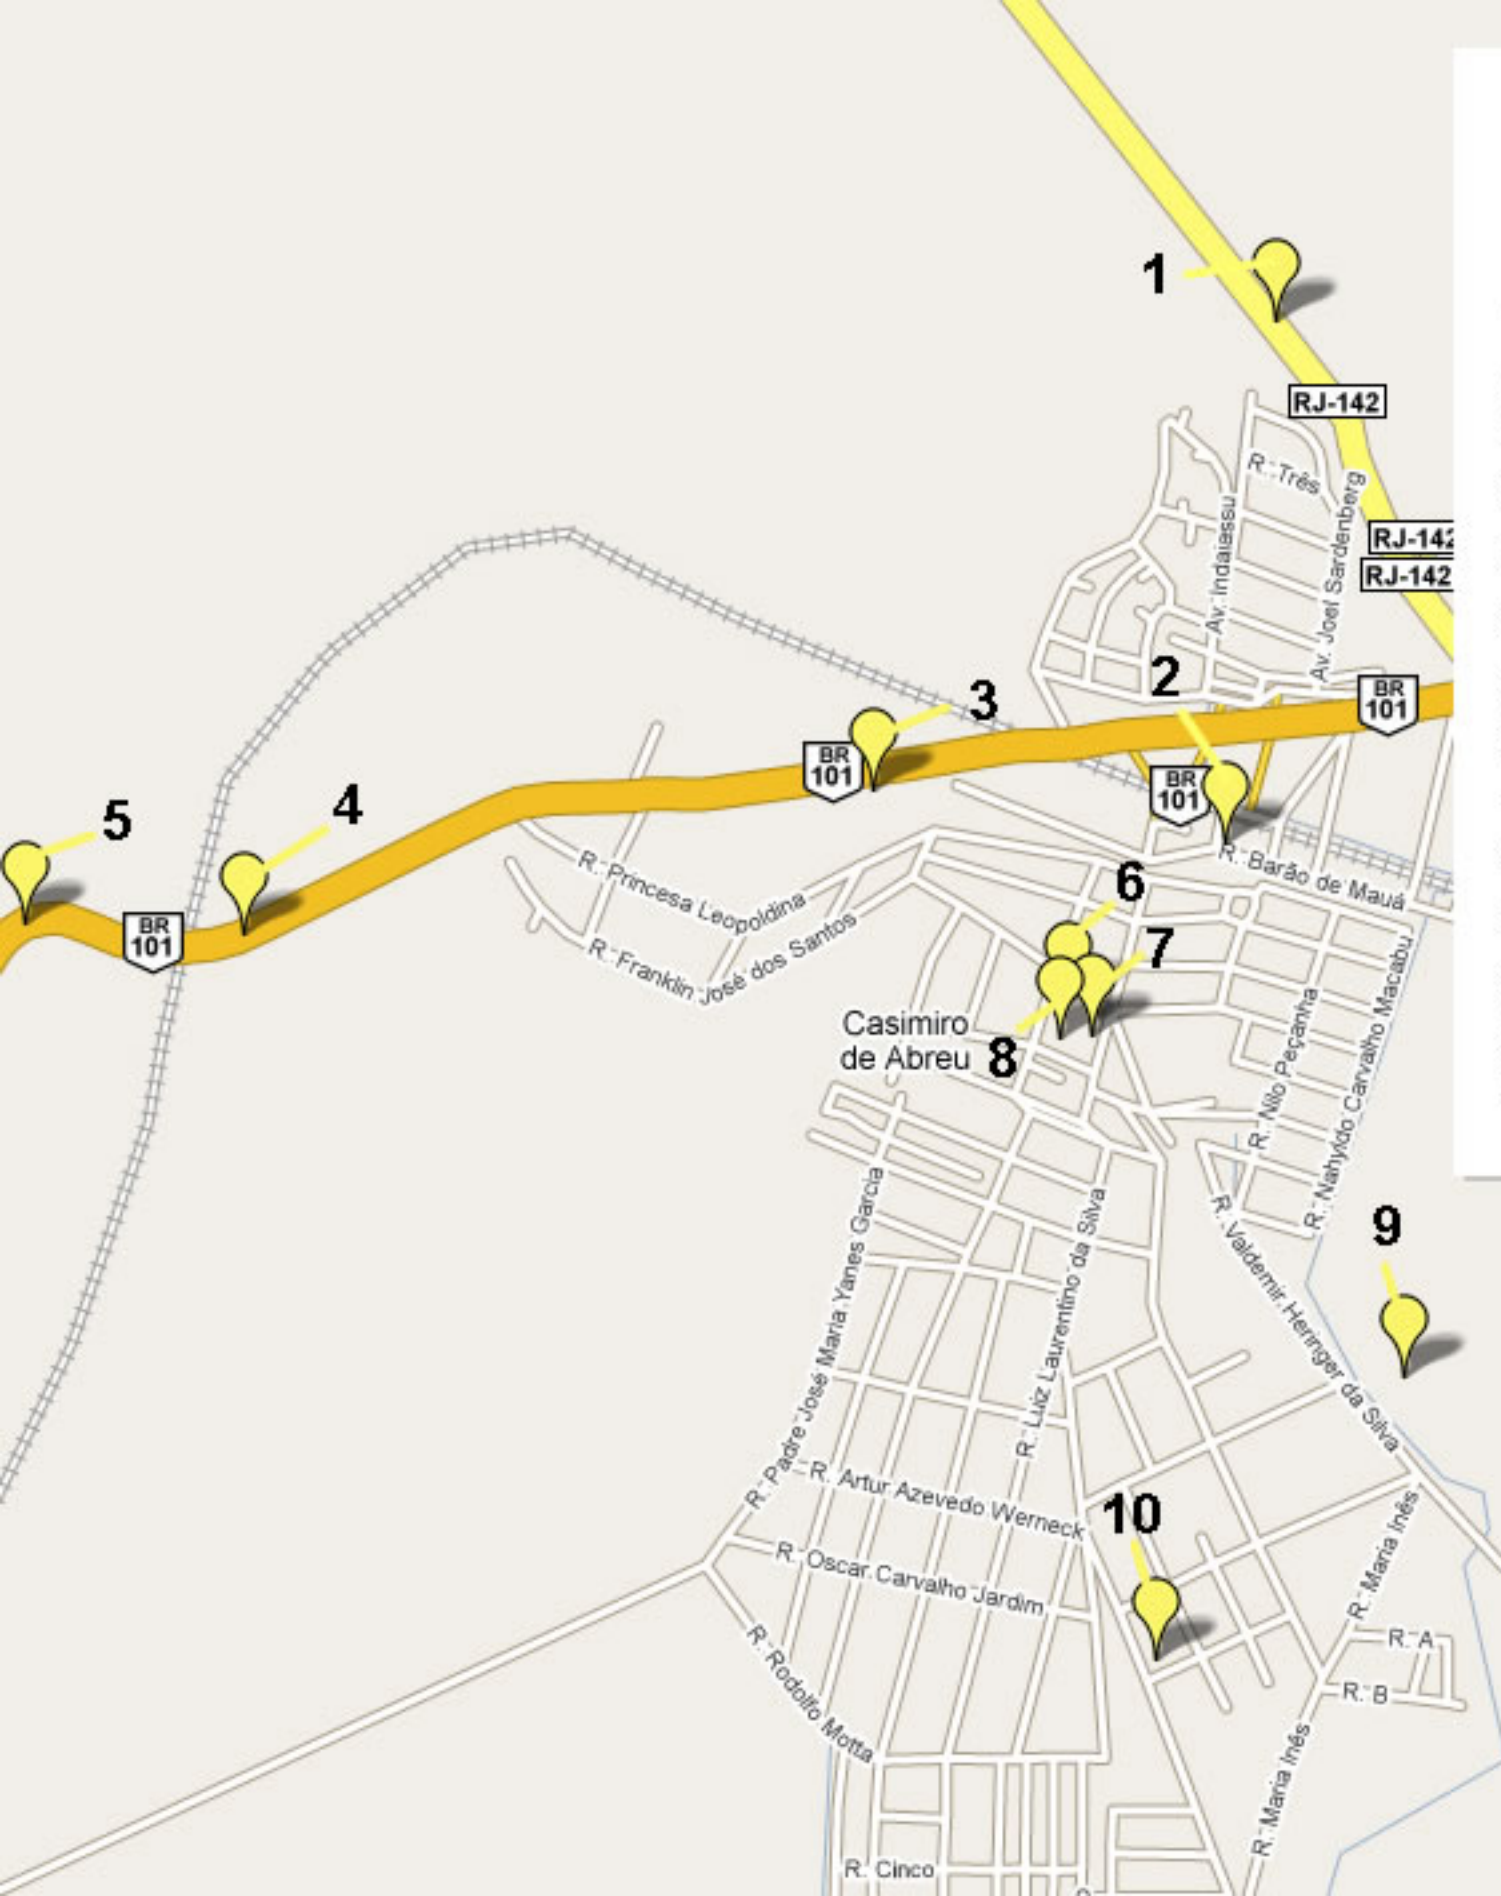 1
RJ-142
R. Três
Av. Indaiassu
Av. Joel Sardenberg
RJ-142
RJ-142
2
3
BR
101
BR
101
BR
101
4
5
BR
101
R. Princesa Leopoldina
R. Barão de Mauá
6
R. Franklin José dos Santos
7
Casimiro
de Abreu
8
R. Nilo Peçanha
R. Nahyldo Carvalho Macabu
9
R. Padre José Maria Yanes Garcia
R. Luiz Laurentino da Silva
R. Valdemir Heringer da Silva
R. Artur Azevedo Werneck
10
R. Oscar Carvalho Jardim
R. Maria Inês
R. Rodolfo Motta
R. A
R. B
R. Maria Inês
R. Cinco